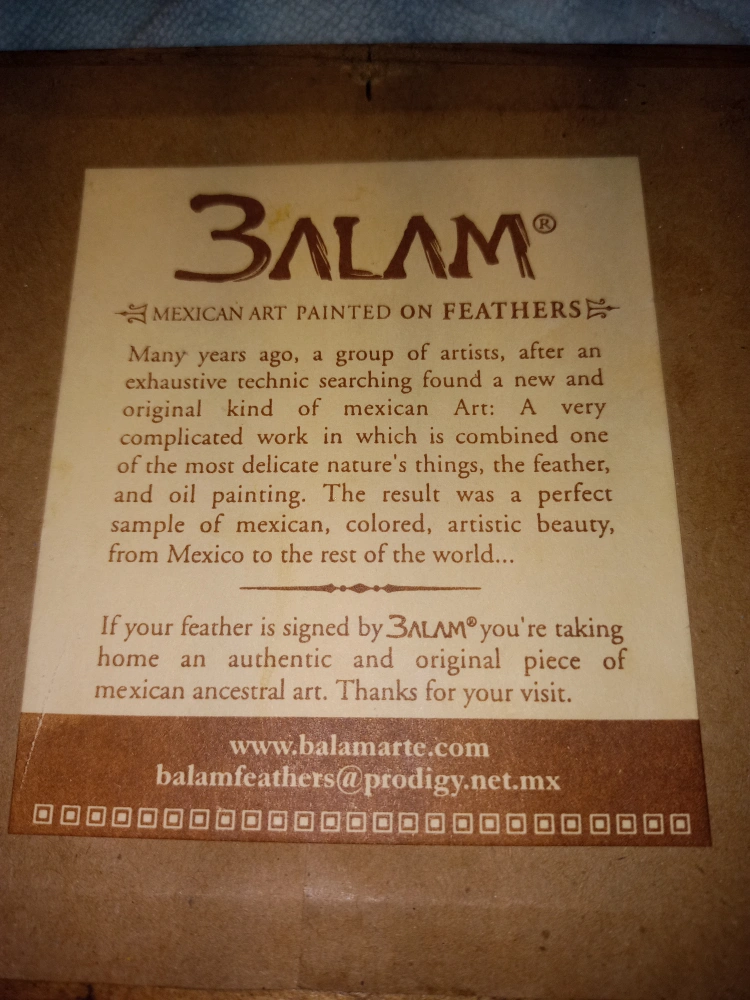 BALAM®
MEXICAN ART PAINTED ON FEATHERS
Many years ago, a group of artists, after an
exhaustive technic searching found a new and
original kind of mexican Art: A very
complicated work in which is combined one
of the most delicate nature's things, the feather,
and oil painting. The result was a perfect
sample of mexican, colored, artistic beauty,
from Mexico to the rest of the world...
If your feather is signed by BALAM® you're taking
home an authentic and original piece of
mexican ancestral art. Thanks for your visit.
www.balamarte.com
balamfeathers@prodigy.net.mx